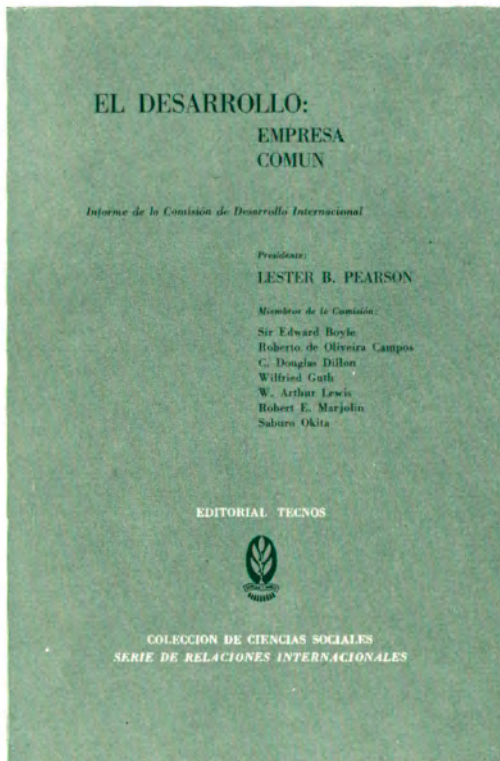 EL DESARROLLO:
EMPRESA
COMUN
Informe de la Comisión de Desarrollo Internacional
Presidente:
LESTER B. PEARSON
Miembros de la Comisión:
Sir Edward Boyle
Roberto de Oliveira Campos
C. Douglas Dillon
Wilfried Guth
W. Arthur Lewis
Robert E. Marjolin
Saburo Okita
EDITORIAL TECNOS
COLECCION DE CIENCIAS SOCIALES
SERIE DE RELACIONES INTERNACIONALES